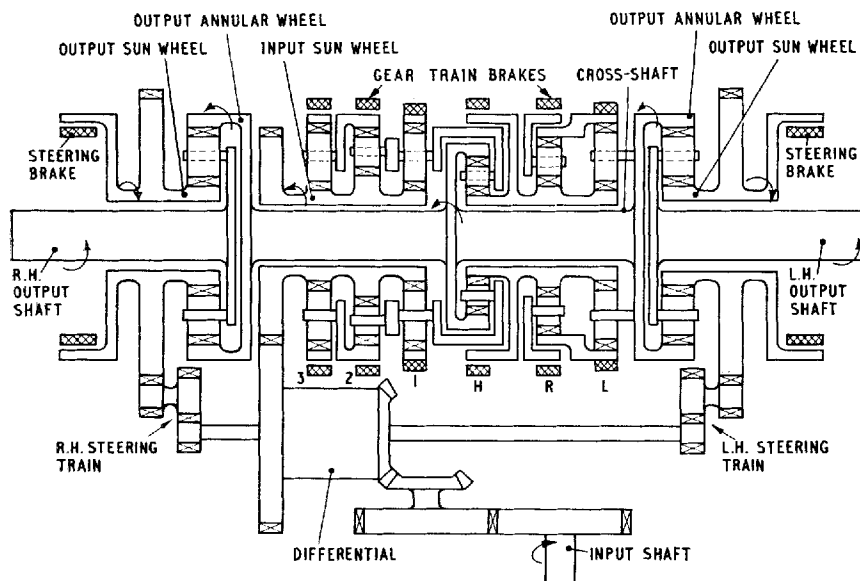 OUTPUT ANNULAR WHEEL
OUTPUT SUN WHEEL
INPUT SUN WHEEL
GEAR TRAIN BRAKES
CROSS-SHAFT
OUTPUT ANNULAR WHEEL
OUTPUT SUN WHEEL
STEERING
BRAKE
STEERING
BRAKE
R.H.
OUTPUT
SHAFT
L.H.
OUTPUT
SHAFT
3 2 1 H R L
R.H. STEERING
TRAIN
L.H. STEERING
TRAIN
DIFFERENTIAL
INPUT SHAFT